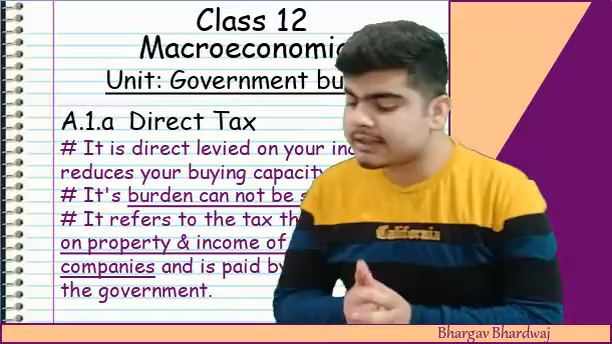 Class 12
Macroeconomic
Unit: Government bu
A.1.a Direct Tax
# It is direct levied on your inc
reduces your buying capacity
# It's burden can not be s
# It refers to the tax th
on property & income of
companies and is paid by
the government.
California
Bhargav Bhardwaj